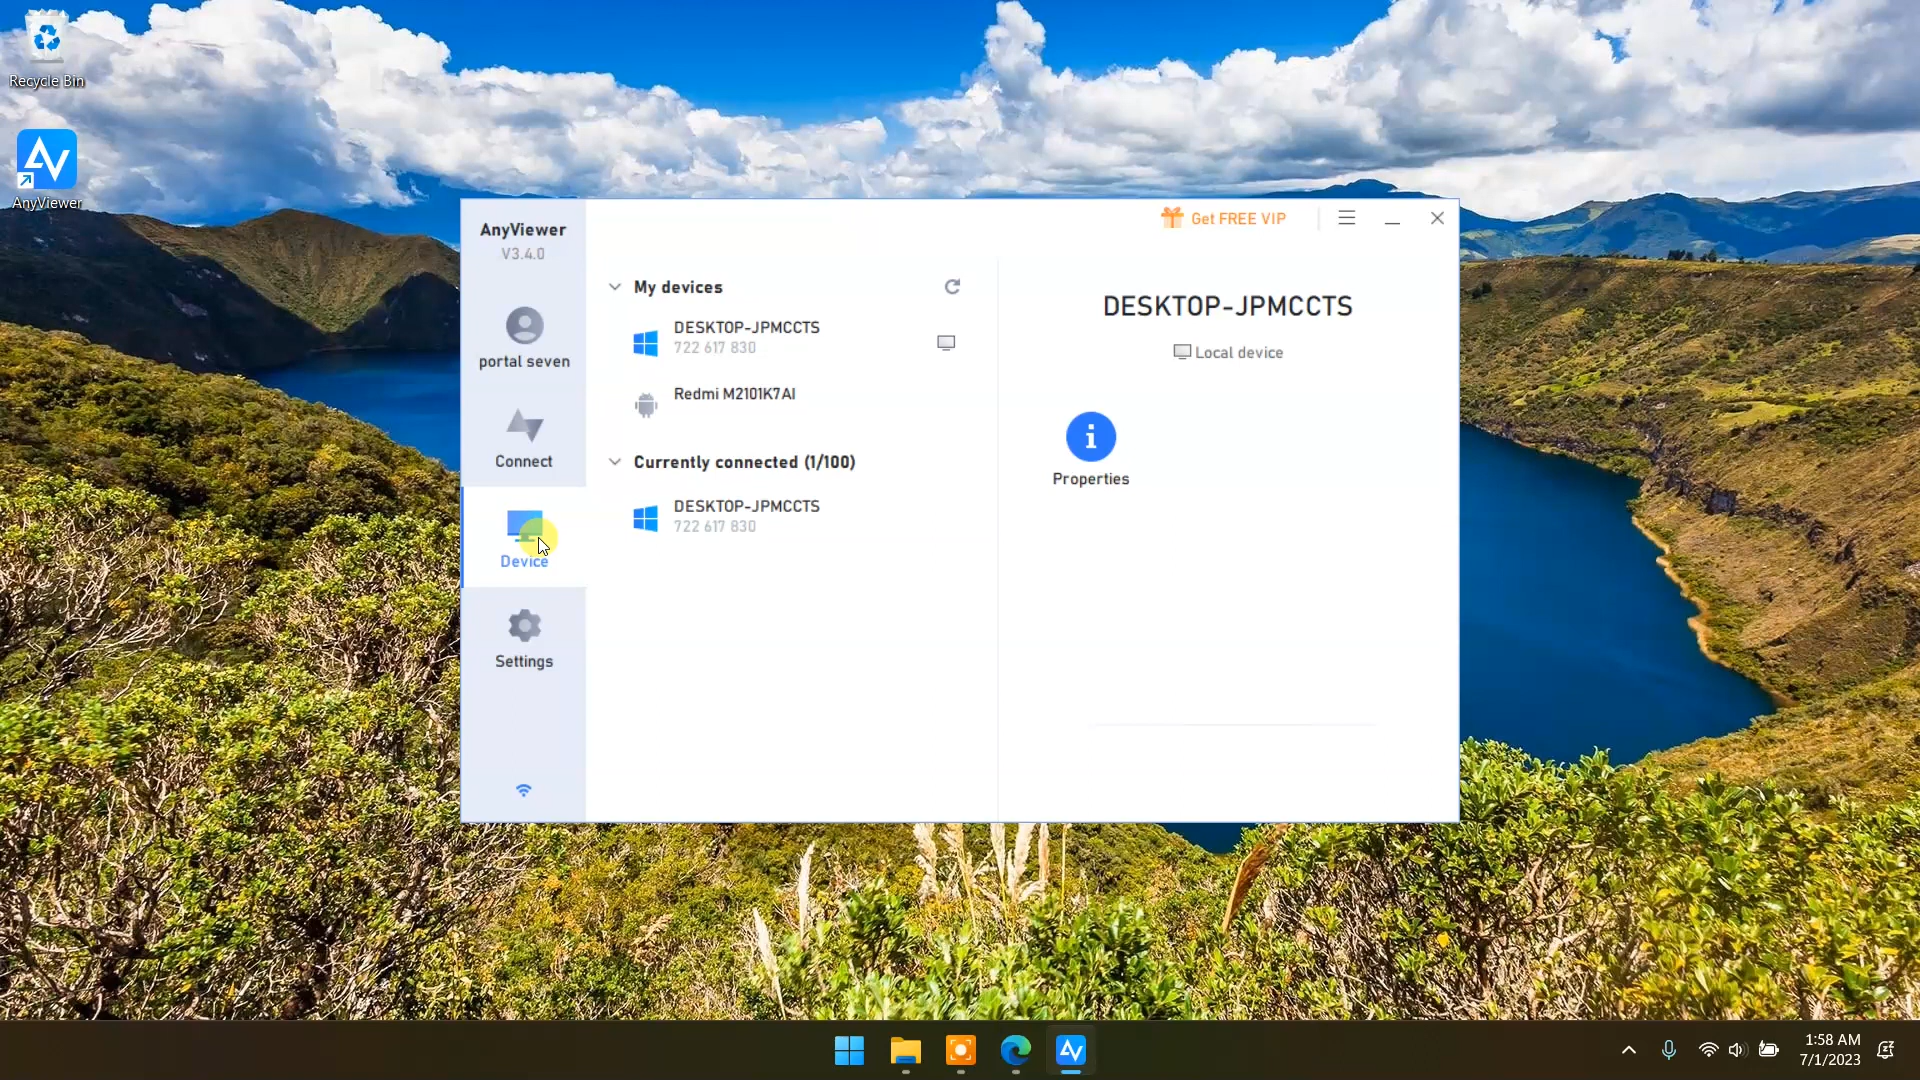 Recycle Bin
AnyViewer
AnyViewer
V3.4.0
portal seven
Connect
Device
Settings
Get FREE VIP
My devices
DESKTOP-JPMCCTS
722 617 830
Redmi M2101K7AI
Currently connected (1/100)
DESKTOP-JPMCCTS
722 617 830
DESKTOP-JPMCCTS
Local device
Properties
1:58 AM
7/1/2023